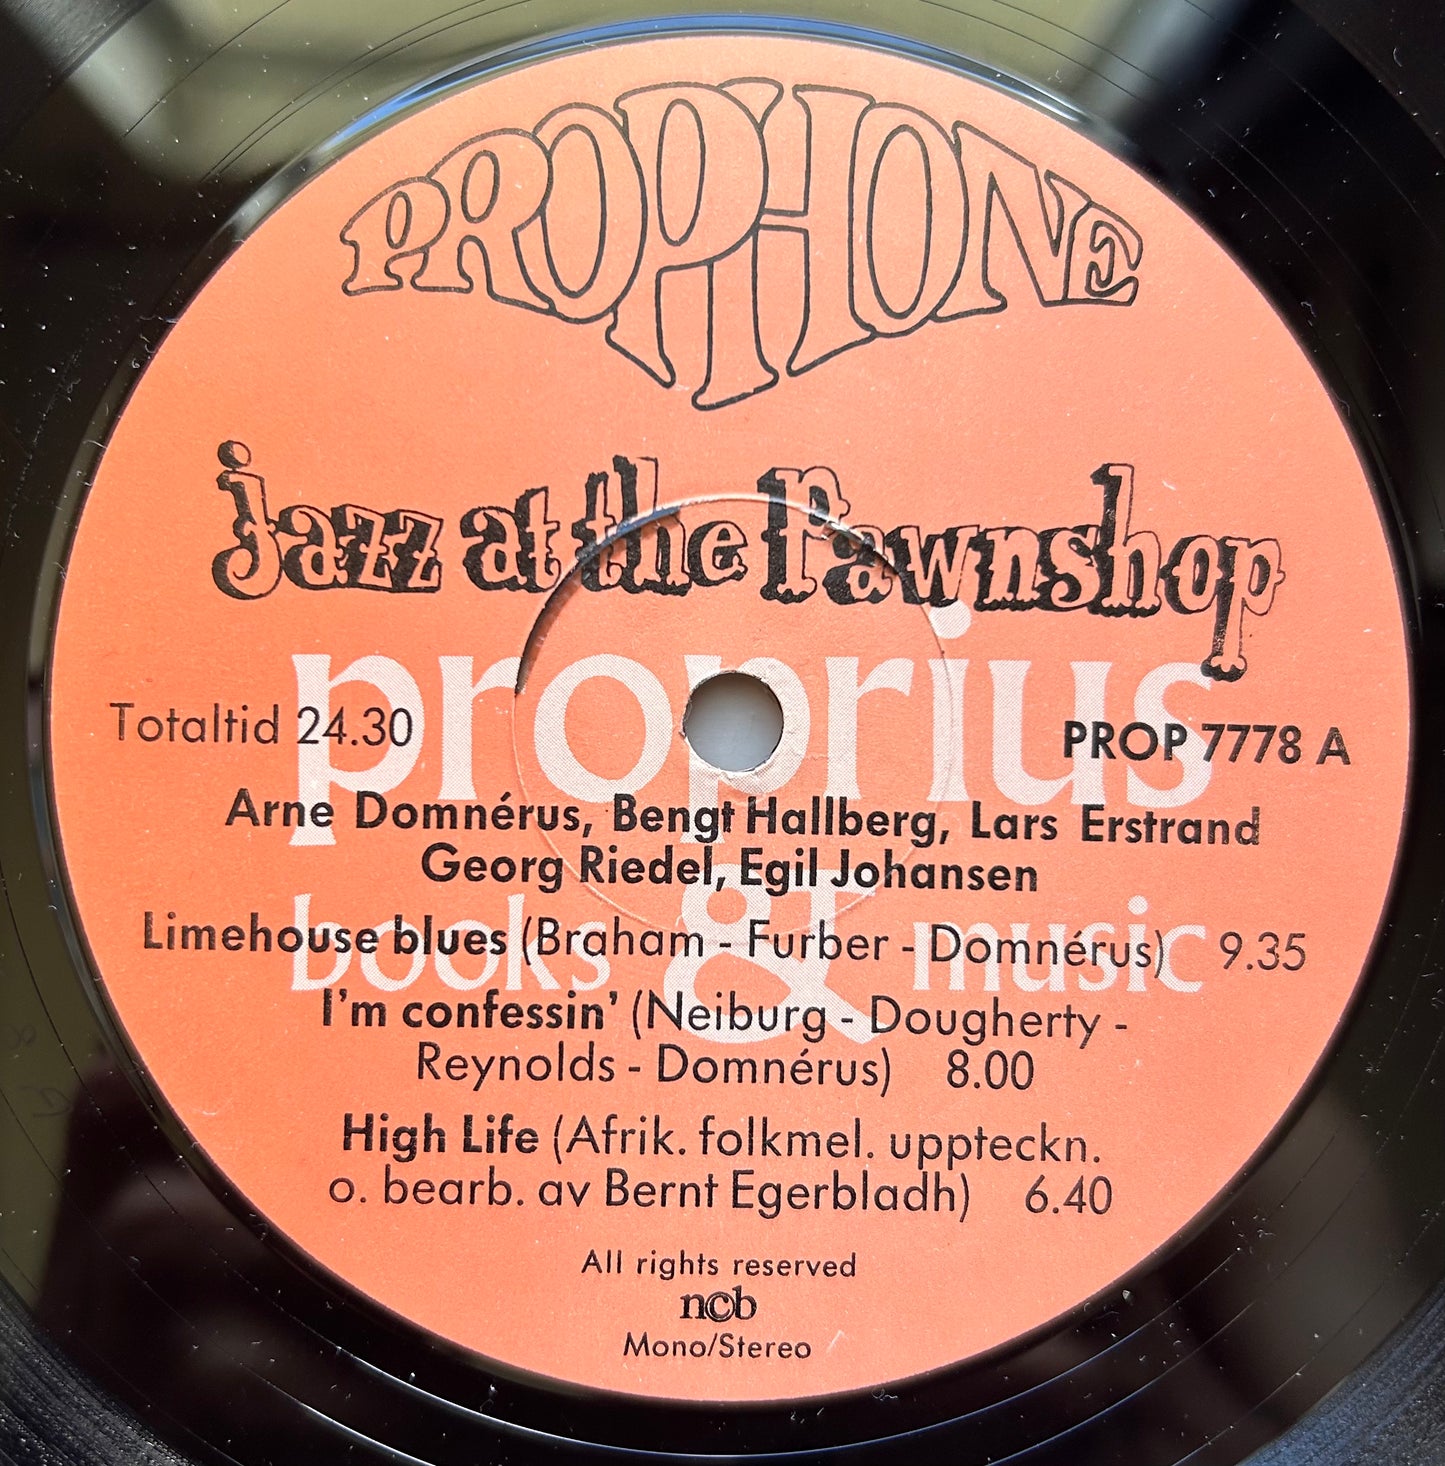 PROPHONE
Jazz at the Pawnshop
proprius
Totaltid 24.30
PROP 7778 A
Arne Domnérus, Bengt Hallberg, Lars Erstrand
Georg Riedel, Egil Johansen
books & music
Limehouse blues (Braham - Furber - Domnérus) 9.35
I'm confessin' (Neiburg - Dougherty -
Reynolds - Domnérus) 8.00
High Life (Afrik. folkmel. uppteckn.
o. bearb. av Bernt Egerbladh) 6.40
All rights reserved
ncb
Mono/Stereo